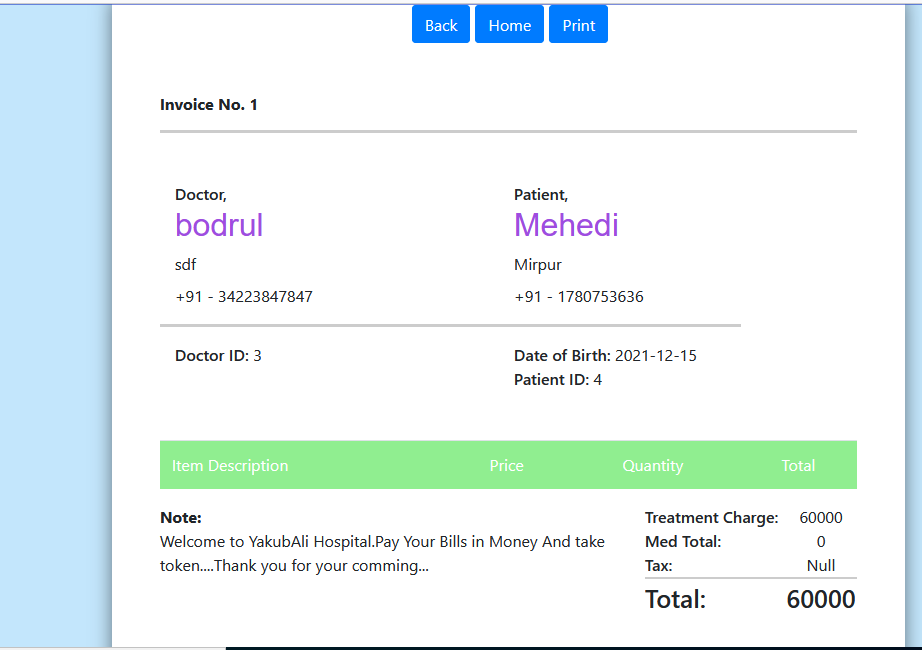 Back Home Print
Invoice No. 1
Doctor,
bodrul
sdf
+91 - 34223847847
Patient,
Mehedi
Mirpur
+91 - 1780753636
Doctor ID: 3
Date of Birth: 2021-12-15
Patient ID: 4
Item Description Price Quantity Total
Note:
Welcome to YakubAli Hospital.Pay Your Bills in Money And take
token....Thank you for your comming...
Treatment Charge: 60000
Med Total: 0
Tax: Null
Total: 60000